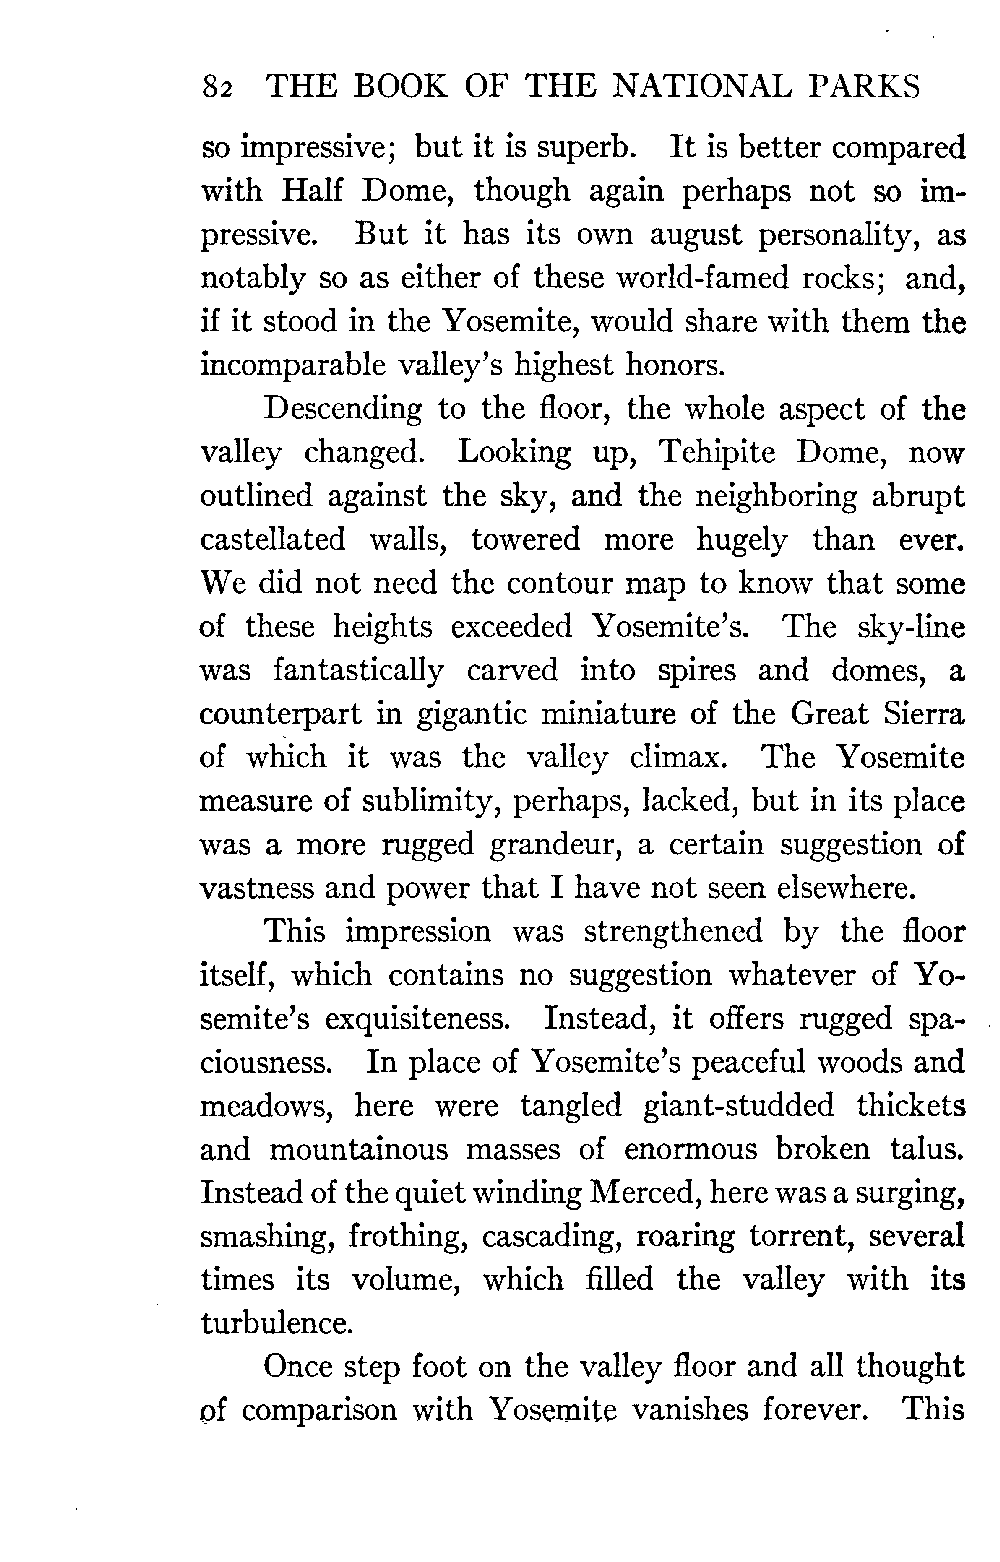 82 THE BOOK OF THE NATIONAL PARKS
so impressive; but it is superb. It is better compared
with Half Dome, though again perhaps not so im-
pressive. But it has its own august personality, as
notably so as either of these world-famed rocks; and,
if it stood in the Yosemite, would share with them the
incomparable valley's highest honors.
Descending to the floor, the whole aspect of the
valley changed. Looking up, Tehipite Dome, now
outlined against the sky, and the neighboring abrupt
castellated walls, towered more hugely than ever.
We did not need the contour map to know that some
of these heights exceeded Yosemite's. The sky-line
was fantastically carved into spires and domes, a
counterpart in gigantic miniature of the Great Sierra
of which it was the valley climax. The Yosemite
measure of sublimity, perhaps, lacked, but in its place
was a more rugged grandeur, a certain suggestion of
vastness and power that I have not seen elsewhere.
This impression was strengthened by the floor
itself, which contains no suggestion whatever of Yo-
semite's exquisiteness. Instead, it offers rugged spa-
ciousness. In place of Yosemite's peaceful woods and
meadows, here were tangled giant-studded thickets
and mountainous masses of enormous broken talus.
Instead of the quiet winding Merced, here was a surging,
smashing, frothing, cascading, roaring torrent, several
times its volume, which filled the valley with its
turbulence.
Once step foot on the valley floor and all thought
of comparison with Yosemite vanishes forever. This